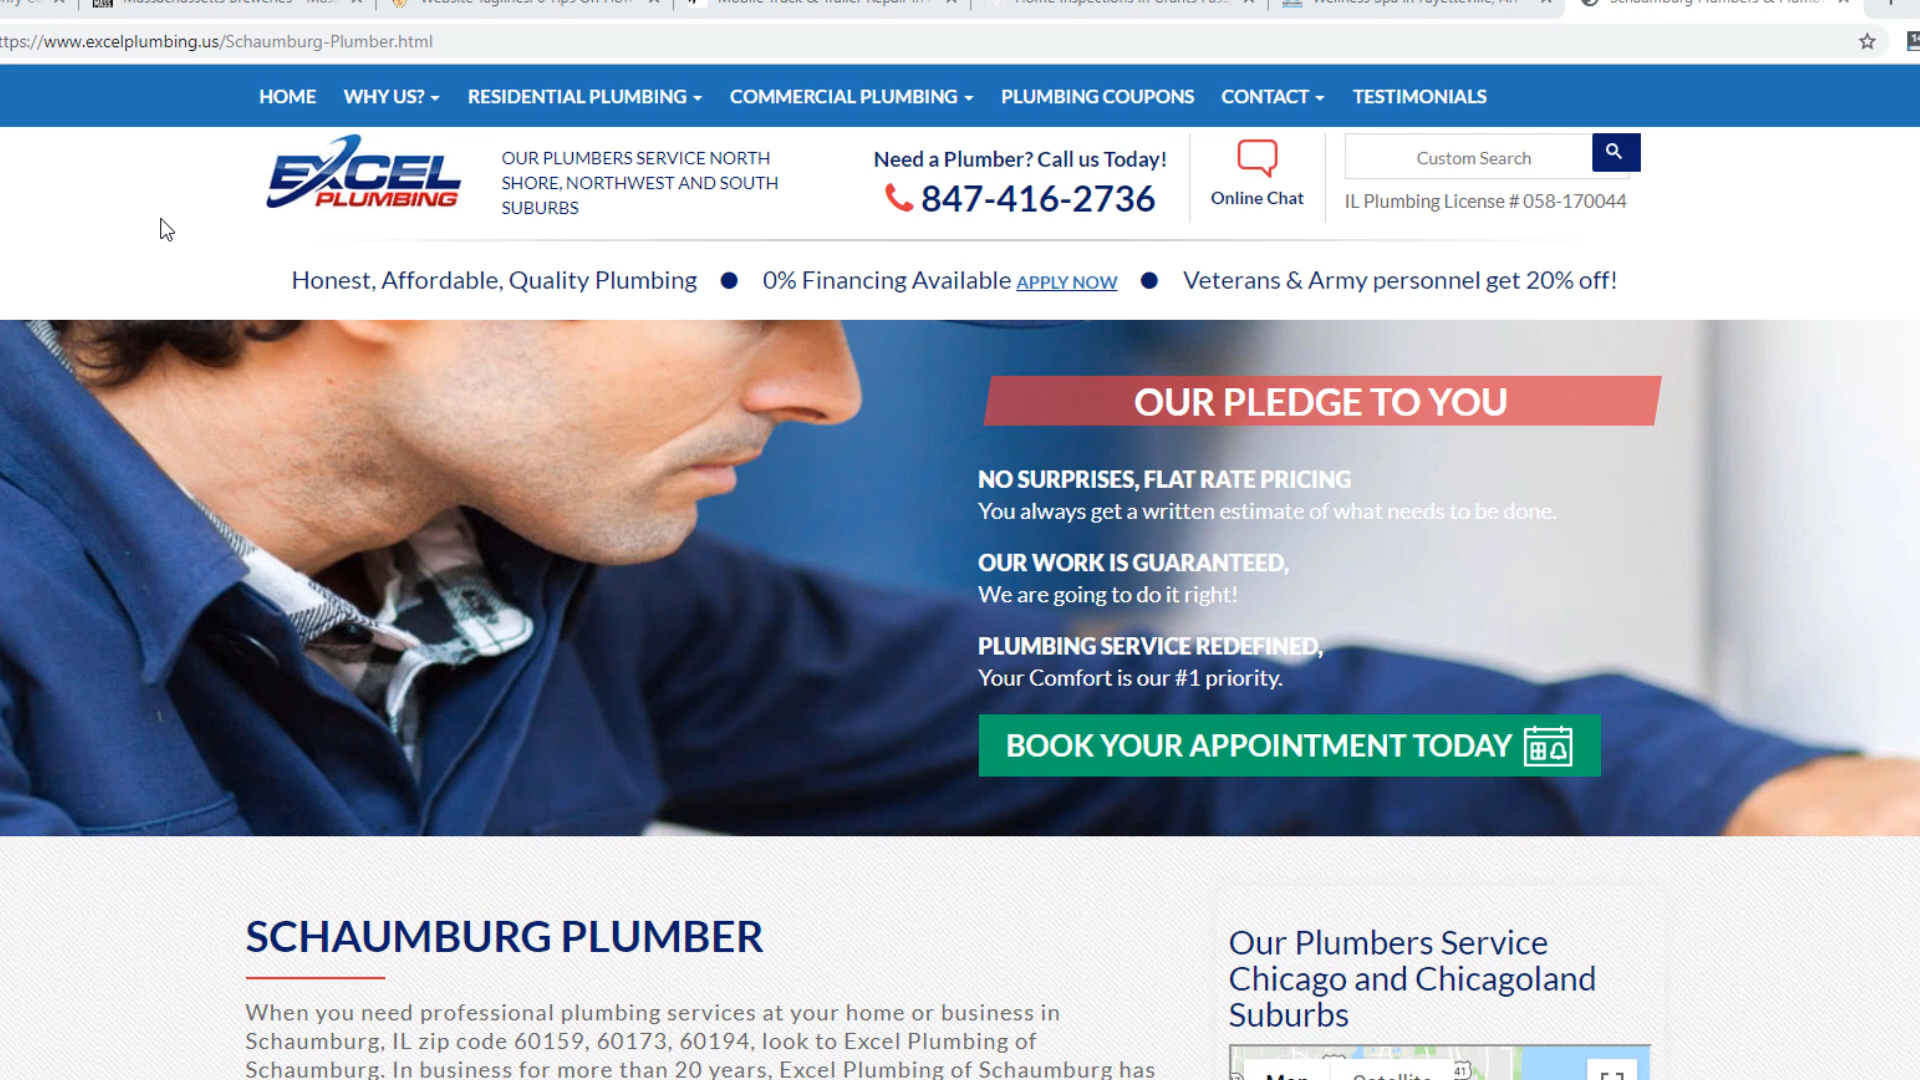 https://www.excelplumbing.us/Schaumburg-Plumber.html
HOME WHY US? RESIDENTIAL PLUMBING COMMERCIAL PLUMBING PLUMBING COUPONS CONTACT TESTIMONIALS
EXCEL
PLUMBING
OUR PLUMBERS SERVICE NORTH
SHORE, NORTHWEST AND SOUTH
SUBURBS
Need a Plumber? Call us Today!
847-416-2736
Online Chat
Custom Search
IL Plumbing License # 058-170044
Honest, Affordable, Quality Plumbing ● 0% Financing Available APPLY NOW ● Veterans & Army personnel get 20% off!
OUR PLEDGE TO YOU
NO SURPRISES, FLAT RATE PRICING
You always get a written estimate of what needs to be done.
OUR WORK IS GUARANTEED,
We are going to do it right!
PLUMBING SERVICE REDEFINED,
Your Comfort is our #1 priority.
BOOK YOUR APPOINTMENT TODAY
SCHAUMBURG PLUMBER
When you need professional plumbing services at your home or business in
Schaumburg, IL zip code 60159, 60173, 60194, look to Excel Plumbing of
Schaumburg. In business for more than 20 years, Excel Plumbing of Schaumburg has
Our Plumbers Service
Chicago and Chicagoland
Suburbs
Map Satellite
41